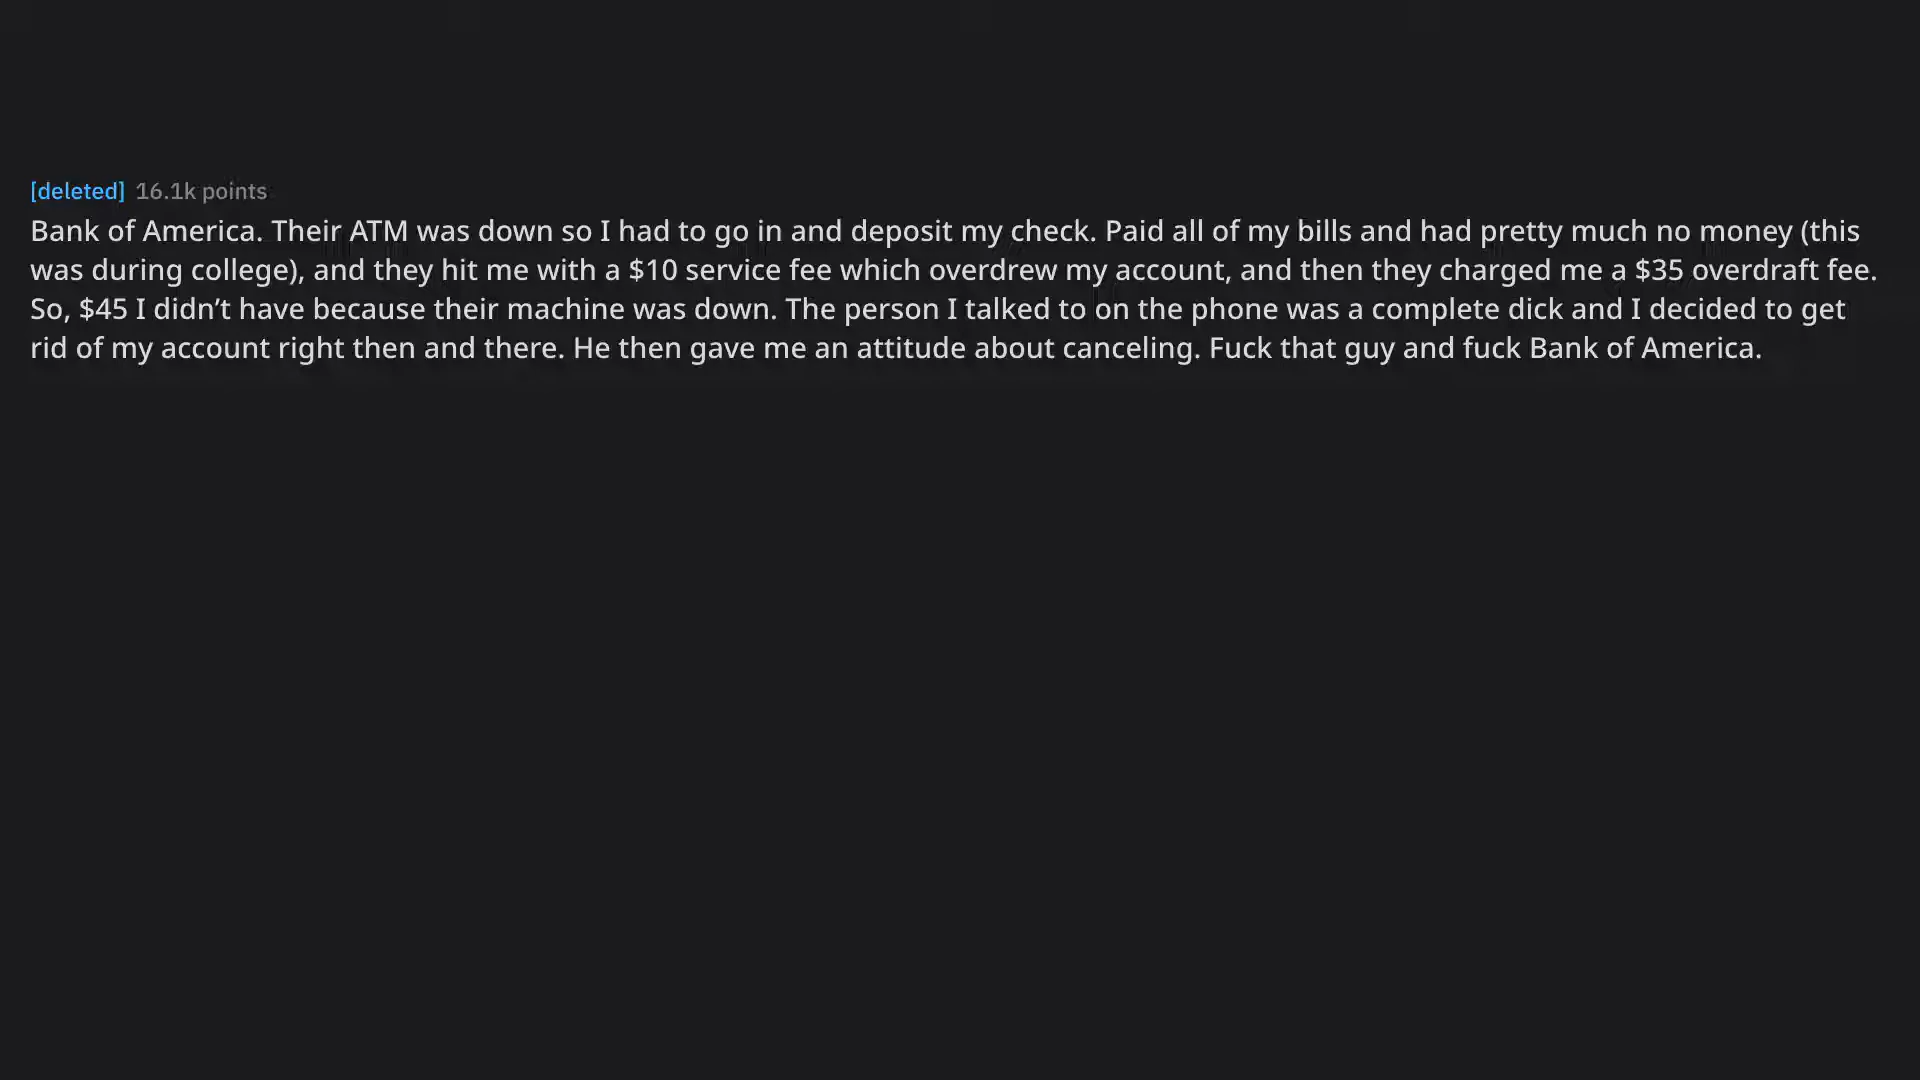 [deleted] 16.1k points
Bank of America. Their ATM was down so I had to go in and deposit my check. Paid all of my bills and had pretty much no money (this
was during college), and they hit me with a $10 service fee which overdrew my account, and then they charged me a $35 overdraft fee.
So, $45 I didn’t have because their machine was down. The person I talked to on the phone was a complete dick and I decided to get
rid of my account right then and there. He then gave me an attitude about canceling. Fuck that guy and fuck Bank of America.